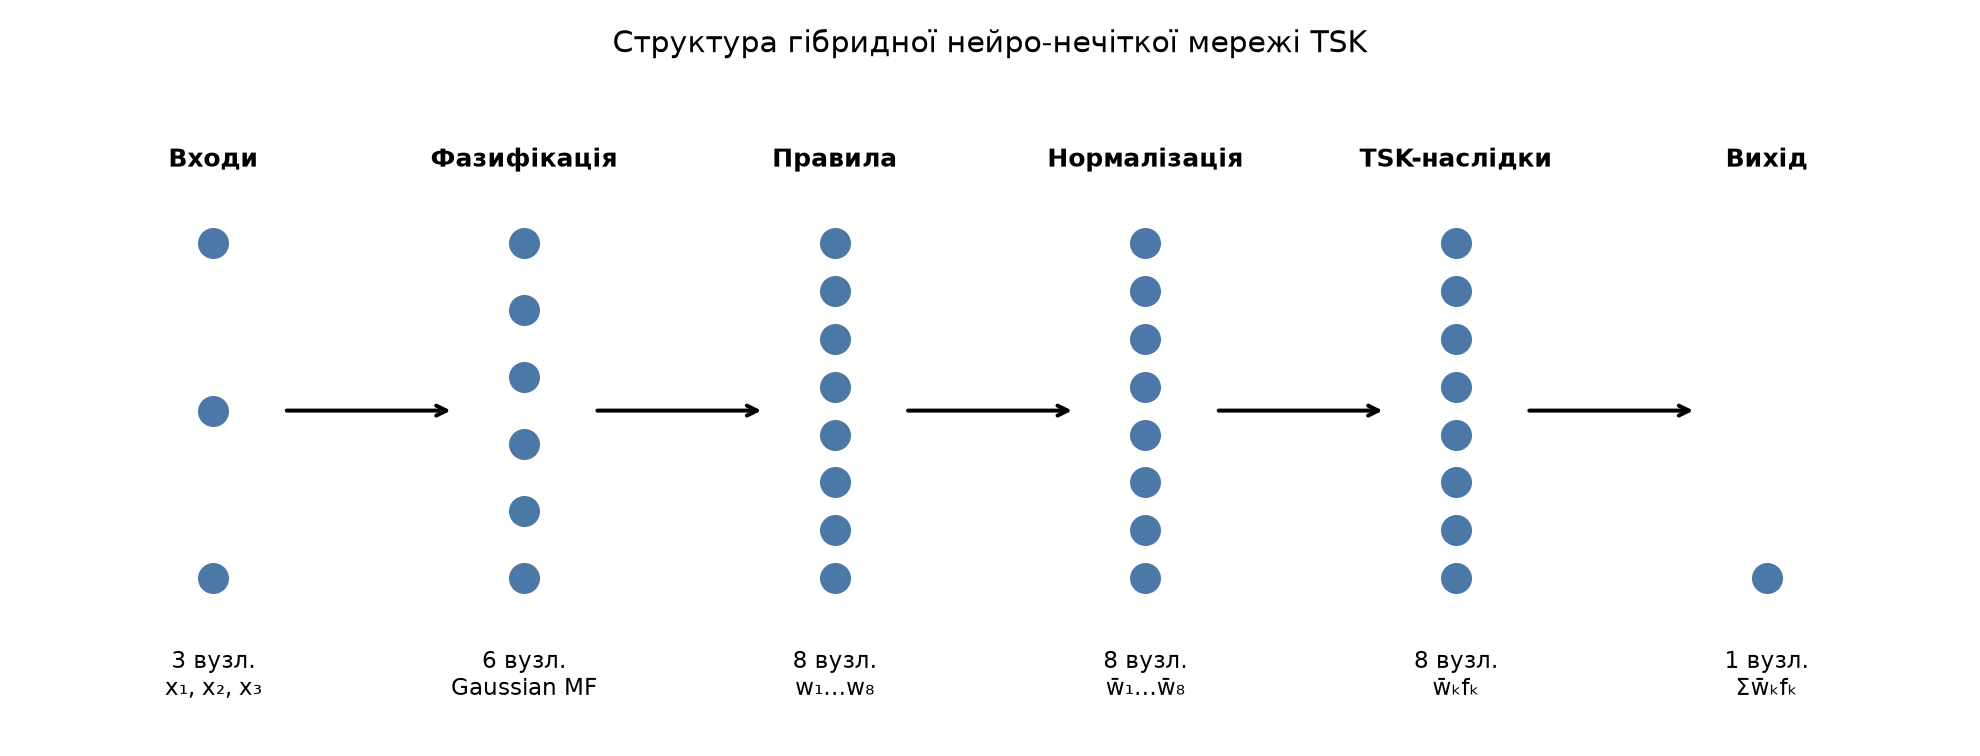 Структура гібридної нейро-нечіткої мережі TSK
Входи
Фазифікація
Правила
Нормалізація
TSK-наслідки
Вихід
3 вузл.
x₁, x₂, x₃
6 вузл.
Gaussian MF
8 вузл.
w₁…w₈
8 вузл.
w̄₁…w̄₈
8 вузл.
w̄ₖfₖ
1 вузл.
Σw̄ₖfₖ